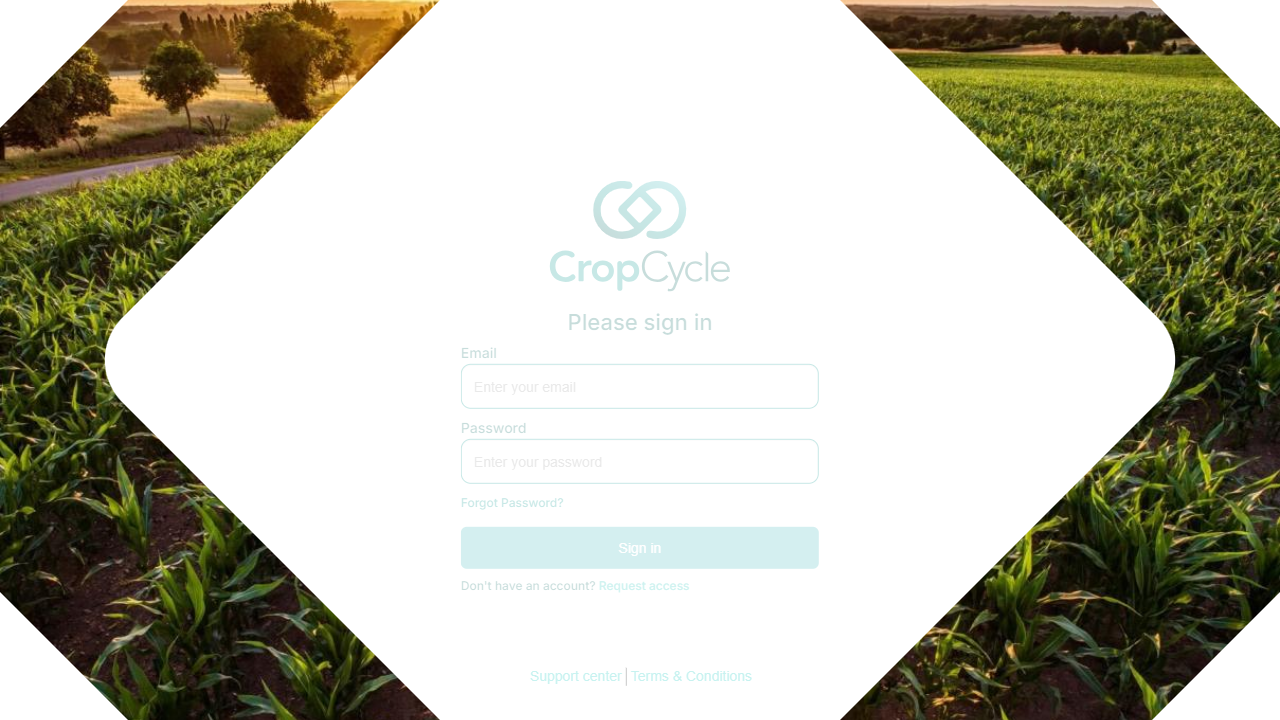 CropCycle
Please sign in
Email
Enter your email
Password
Enter your password
Forgot Password?
Sign in
Don't have an account? Request access
Support center | Terms & Conditions